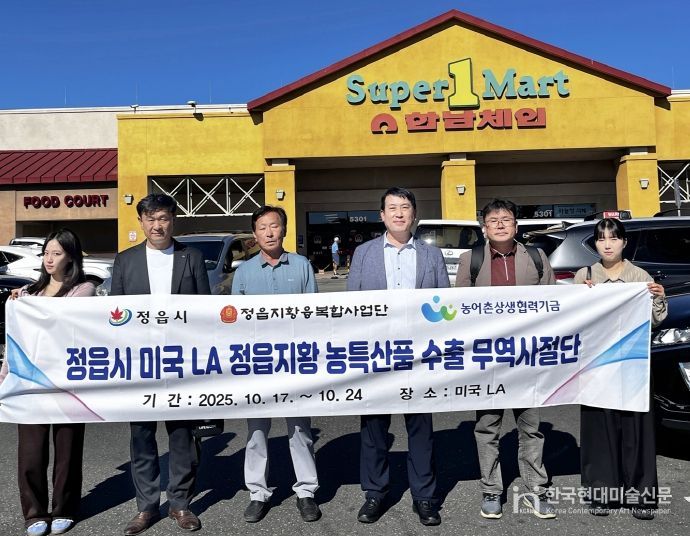 Super 1 Mart
한남체인
FOOD COURT
5301
5301
정읍시
정읍지황융복합사업단
농어촌상생협력기금
정읍시 미국 LA 정읍지황 농특산품 수출 무역사절단
기 간 : 2025. 10. 17. ~ 10. 24 장 소 : 미국 LA
한국현대미술신문
Korea Contemporary Art Newspaper